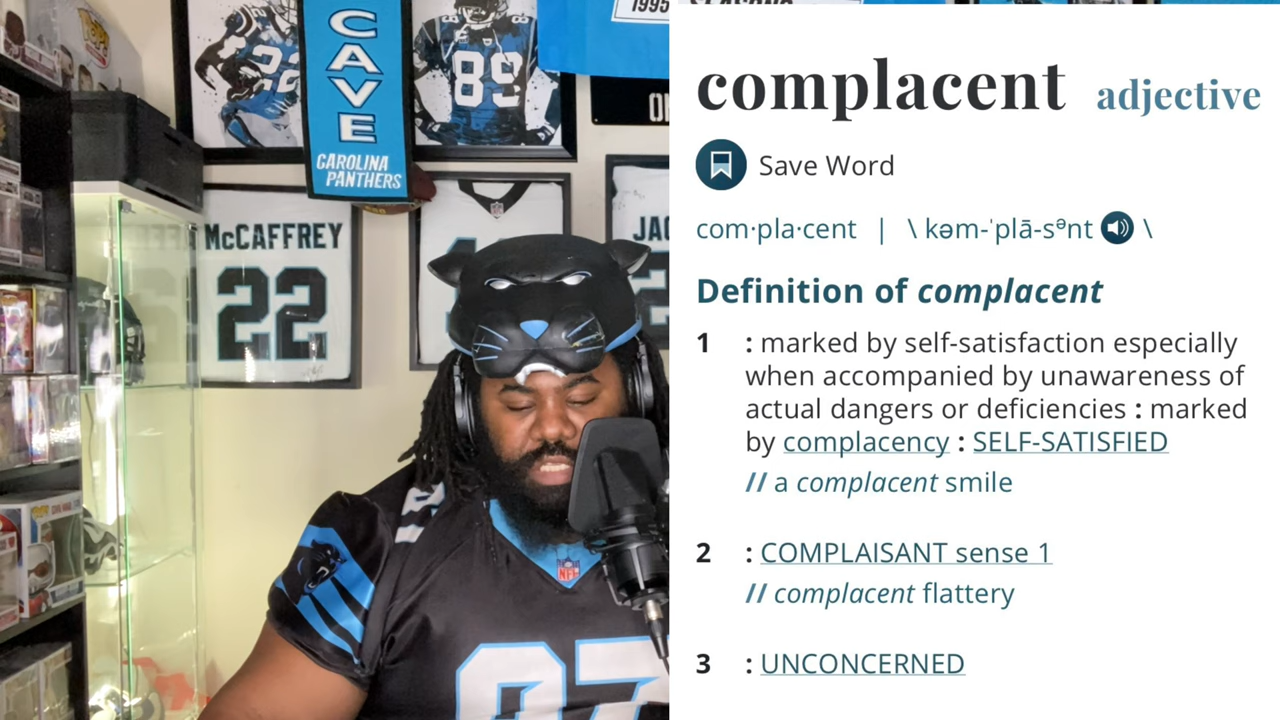 1995
22
CAVE
CAROLINA
PANTHERS
89
McCAFFREY
22
NFL
complacent adjective
Save Word
com·pla·cent | \ kəm-ˈplā-sᵊnt \
Definition of complacent
1 : marked by self-satisfaction especially
when accompanied by unawareness of
actual dangers or deficiencies : marked
by complacency : SELF-SATISFIED
// a complacent smile
2 : COMPLAISANT sense 1
// complacent flattery
3 : UNCONCERNED